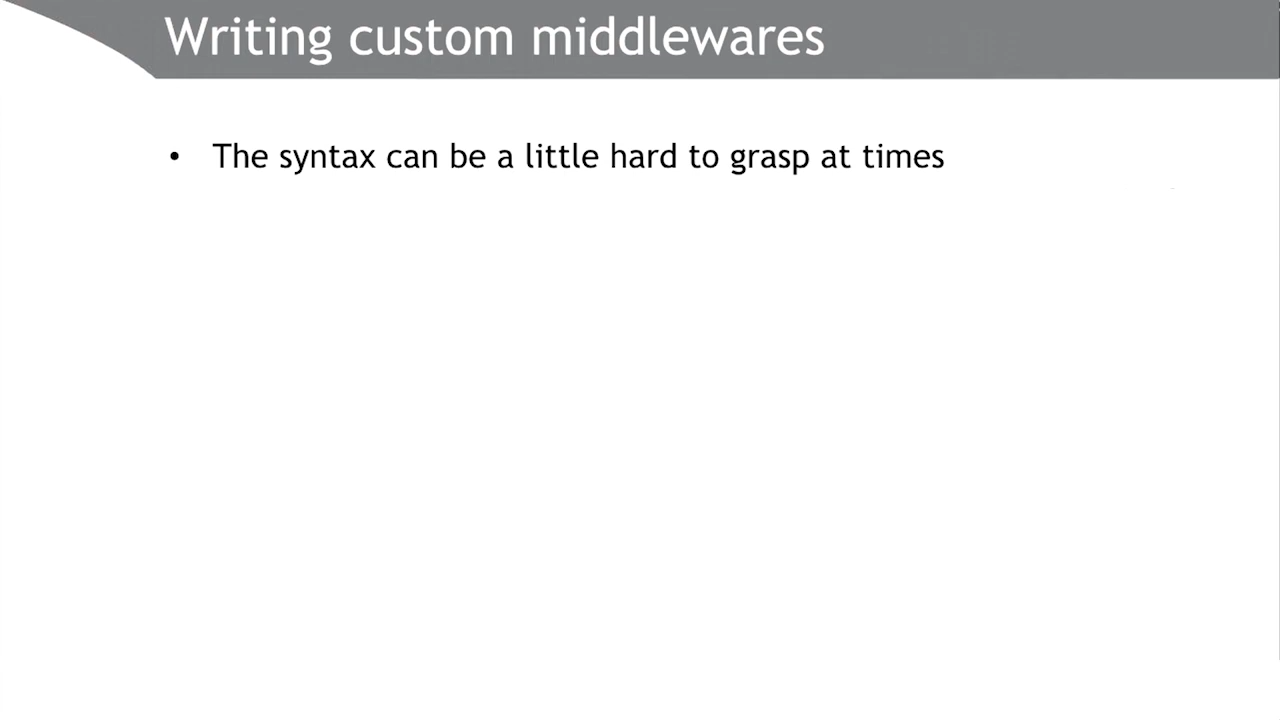 Writing custom middlewares
• The syntax can be a little hard to grasp at times